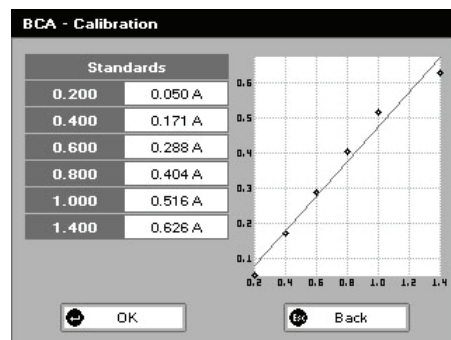 BCA - Calibration
Standards
0.200 0.050 A
0.400 0.171 A
0.600 0.288 A
0.800 0.404 A
1.000 0.516 A
1.400 0.626 A
0.6
0.5
0.4
0.3
0.2
0.1
0.2 0.4 0.6 0.8 1.0 1.2 1.4
OK
Esc Back